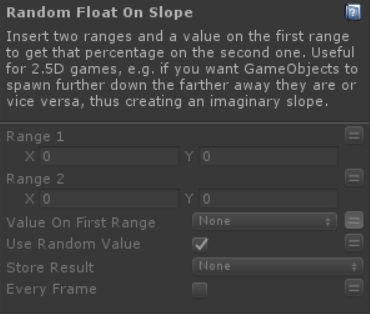 Random Float On Slope
Insert two ranges and a value on the first range
to get that percentage on the second one. Useful
for 2.5D games, e.g. if you want GameObjects to
spawn further down the farther away they are or
vice versa, thus creating an imaginary slope.
Range 1
X 0 Y 0
Range 2
X 0 Y 0
Value On First Range None
Use Random Value
Store Result None
Every Frame